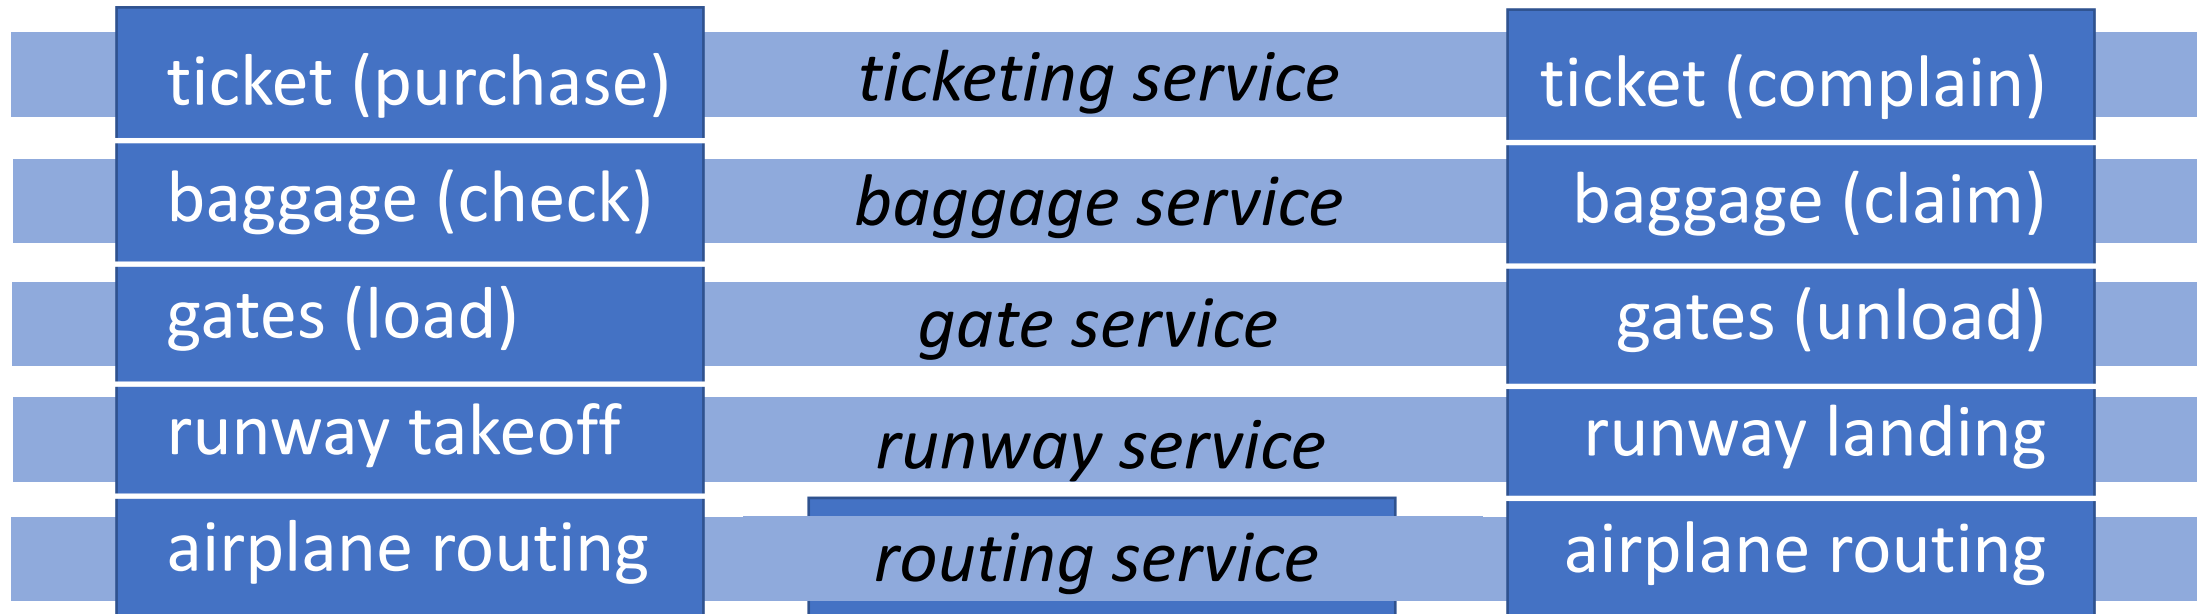 ticket (purchase) ticketing service ticket (complain)
baggage (check) baggage service baggage (claim)
gates (load) gate service gates (unload)
runway takeoff runway service runway landing
airplane routing routing service airplane routing